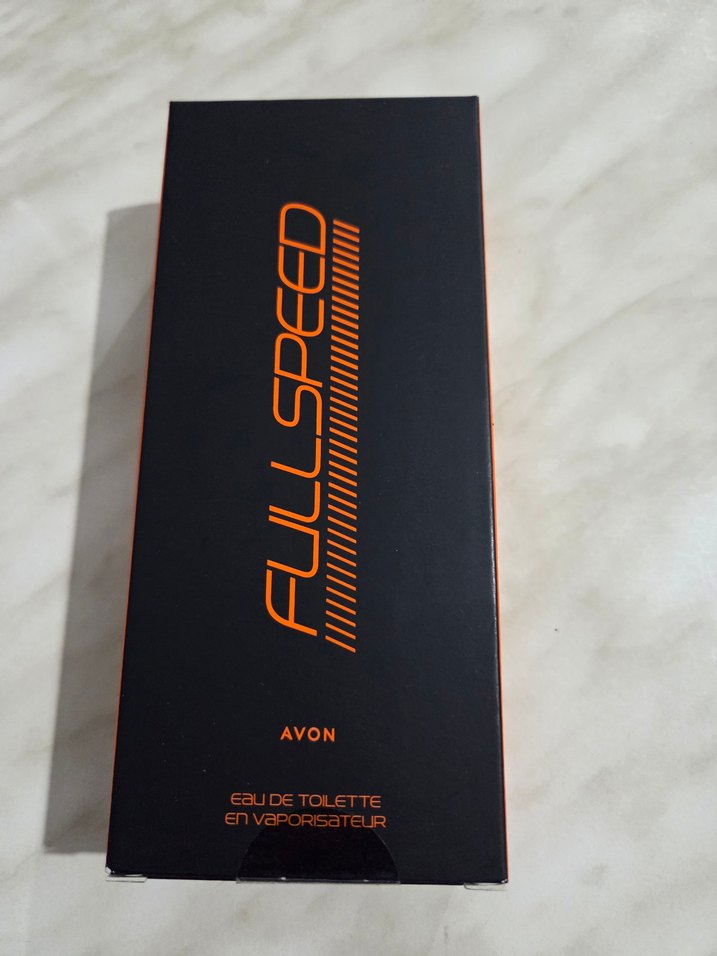 FULLSPEED
AVON
EAU DE TOILETTE
EN VAPORISATEUR